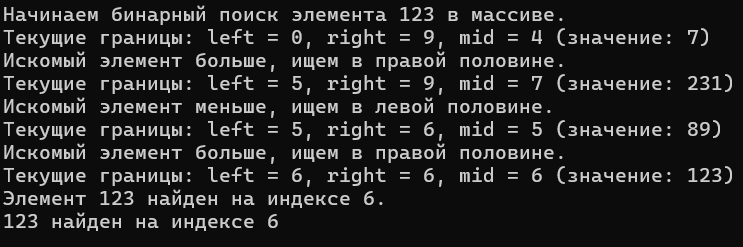 Начинаем бинарный поиск элемента 123 в массиве.
Текущие границы: left = 0, right = 9, mid = 4 (значение: 7)
Искомый элемент больше, ищем в правой половине.
Текущие границы: left = 5, right = 9, mid = 7 (значение: 231)
Искомый элемент меньше, ищем в левой половине.
Текущие границы: left = 5, right = 6, mid = 5 (значение: 89)
Искомый элемент больше, ищем в правой половине.
Текущие границы: left = 6, right = 6, mid = 6 (значение: 123)
Элемент 123 найден на индексе 6.
123 найден на индексе 6